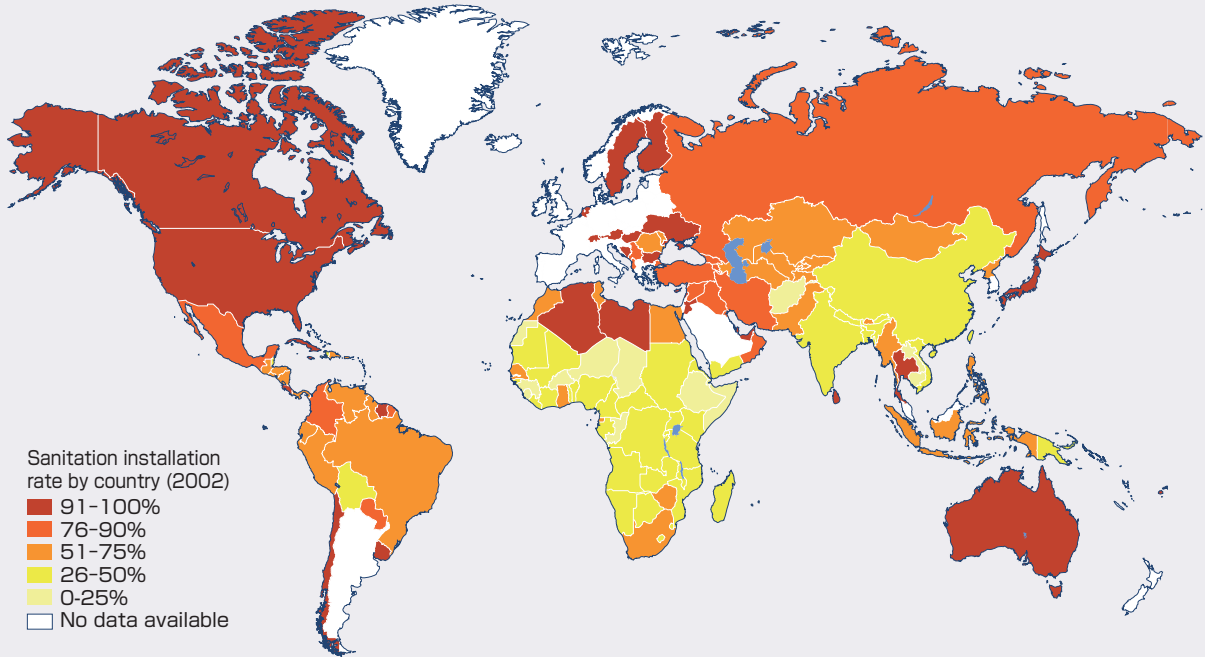 Sanitation installation
rate by country (2002)
91-100%
76-90%
51-75%
26-50%
0-25%
No data available